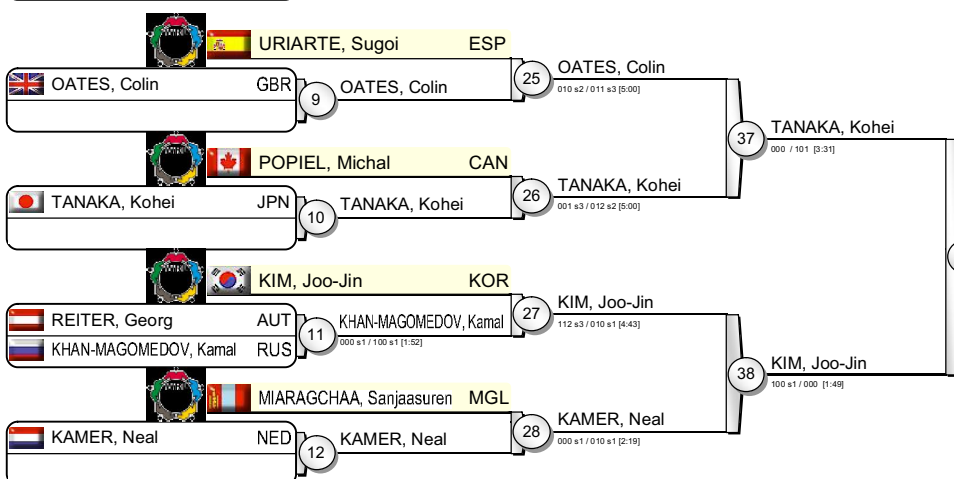 URIARTE, Sugoi ESP
OATES, Colin GBR
9
OATES, Colin
25
OATES, Colin
010 s2 / 011 s3 [5:00]
POPIEL, Michal CAN
TANAKA, Kohei JPN
10
TANAKA, Kohei
26
TANAKA, Kohei
001 s3 / 012 s2 [5:00]
37
TANAKA, Kohei
000 / 101 [3:31]
KIM, Joo-Jin KOR
REITER, Georg AUT
KHAN-MAGOMEDOV, Kamal RUS
11
KHAN-MAGOMEDOV, Kamal
000 s1 / 100 s1 [1:52]
27
KIM, Joo-Jin
112 s3 / 010 s1 [4:43]
MIARAGCHAA, Sanjaasuren MGL
KAMER, Neal NED
12
KAMER, Neal
28
KAMER, Neal
000 s1 / 010 s1 [2:19]
38
KIM, Joo-Jin
100 s1 / 000 [1:49]